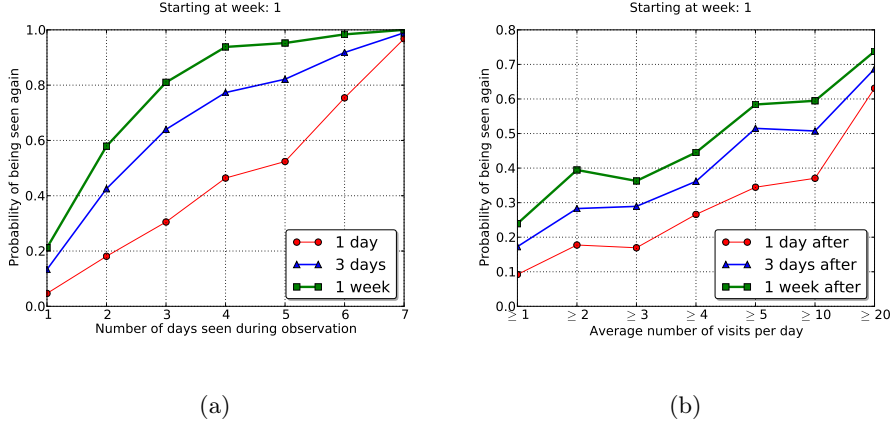 Starting at week: 1
Probability of being seen again
1.0
0.8
0.6
0.4
0.2
0.0
1 day
3 days
1 week
1 2 3 4 5 6 7
Number of days seen during observation
(a)
Starting at week: 1
Probability of being seen again
0.8
0.7
0.6
0.5
0.4
0.3
0.2
0.1
0.0
1 day after
3 days after
1 week after
≥ 1 ≥ 2 ≥ 3 ≥ 4 ≥ 5 ≥ 10 ≥ 20
Average number of visits per day
(b)